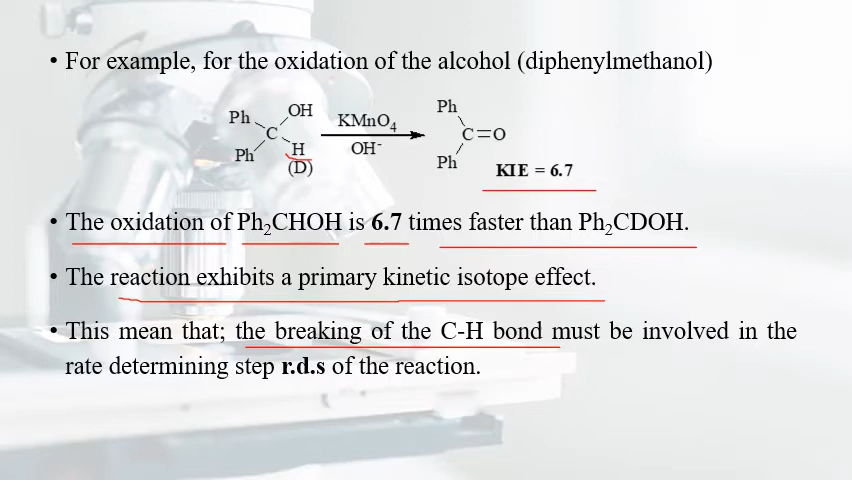 • For example, for the oxidation of the alcohol (diphenylmethanol)
Ph OH
C
Ph H
(D)
KMnO₄
OH⁻
Ph
C=O
Ph
KIE = 6.7
• The oxidation of Ph₂CHOH is 6.7 times faster than Ph₂CDOH.
• The reaction exhibits a primary kinetic isotope effect.
• This mean that; the breaking of the C-H bond must be involved in the
rate determining step r.d.s of the reaction.